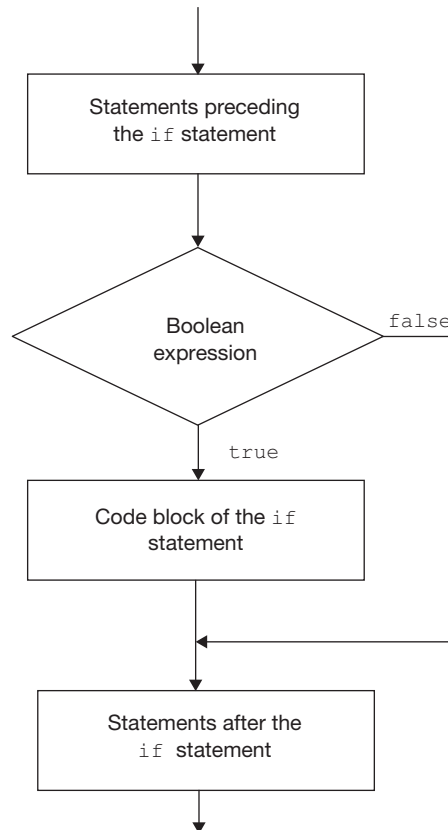 Statements preceding
the if statement
Boolean
expression
false
true
Code block of the if
statement
Statements after the
if statement